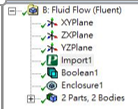 B: Fluid Flow (Fluent)
XYPlane
ZXPlane
YZPlane
Import1
Boolean1
Enclosure1
2 Parts, 2 Bodies